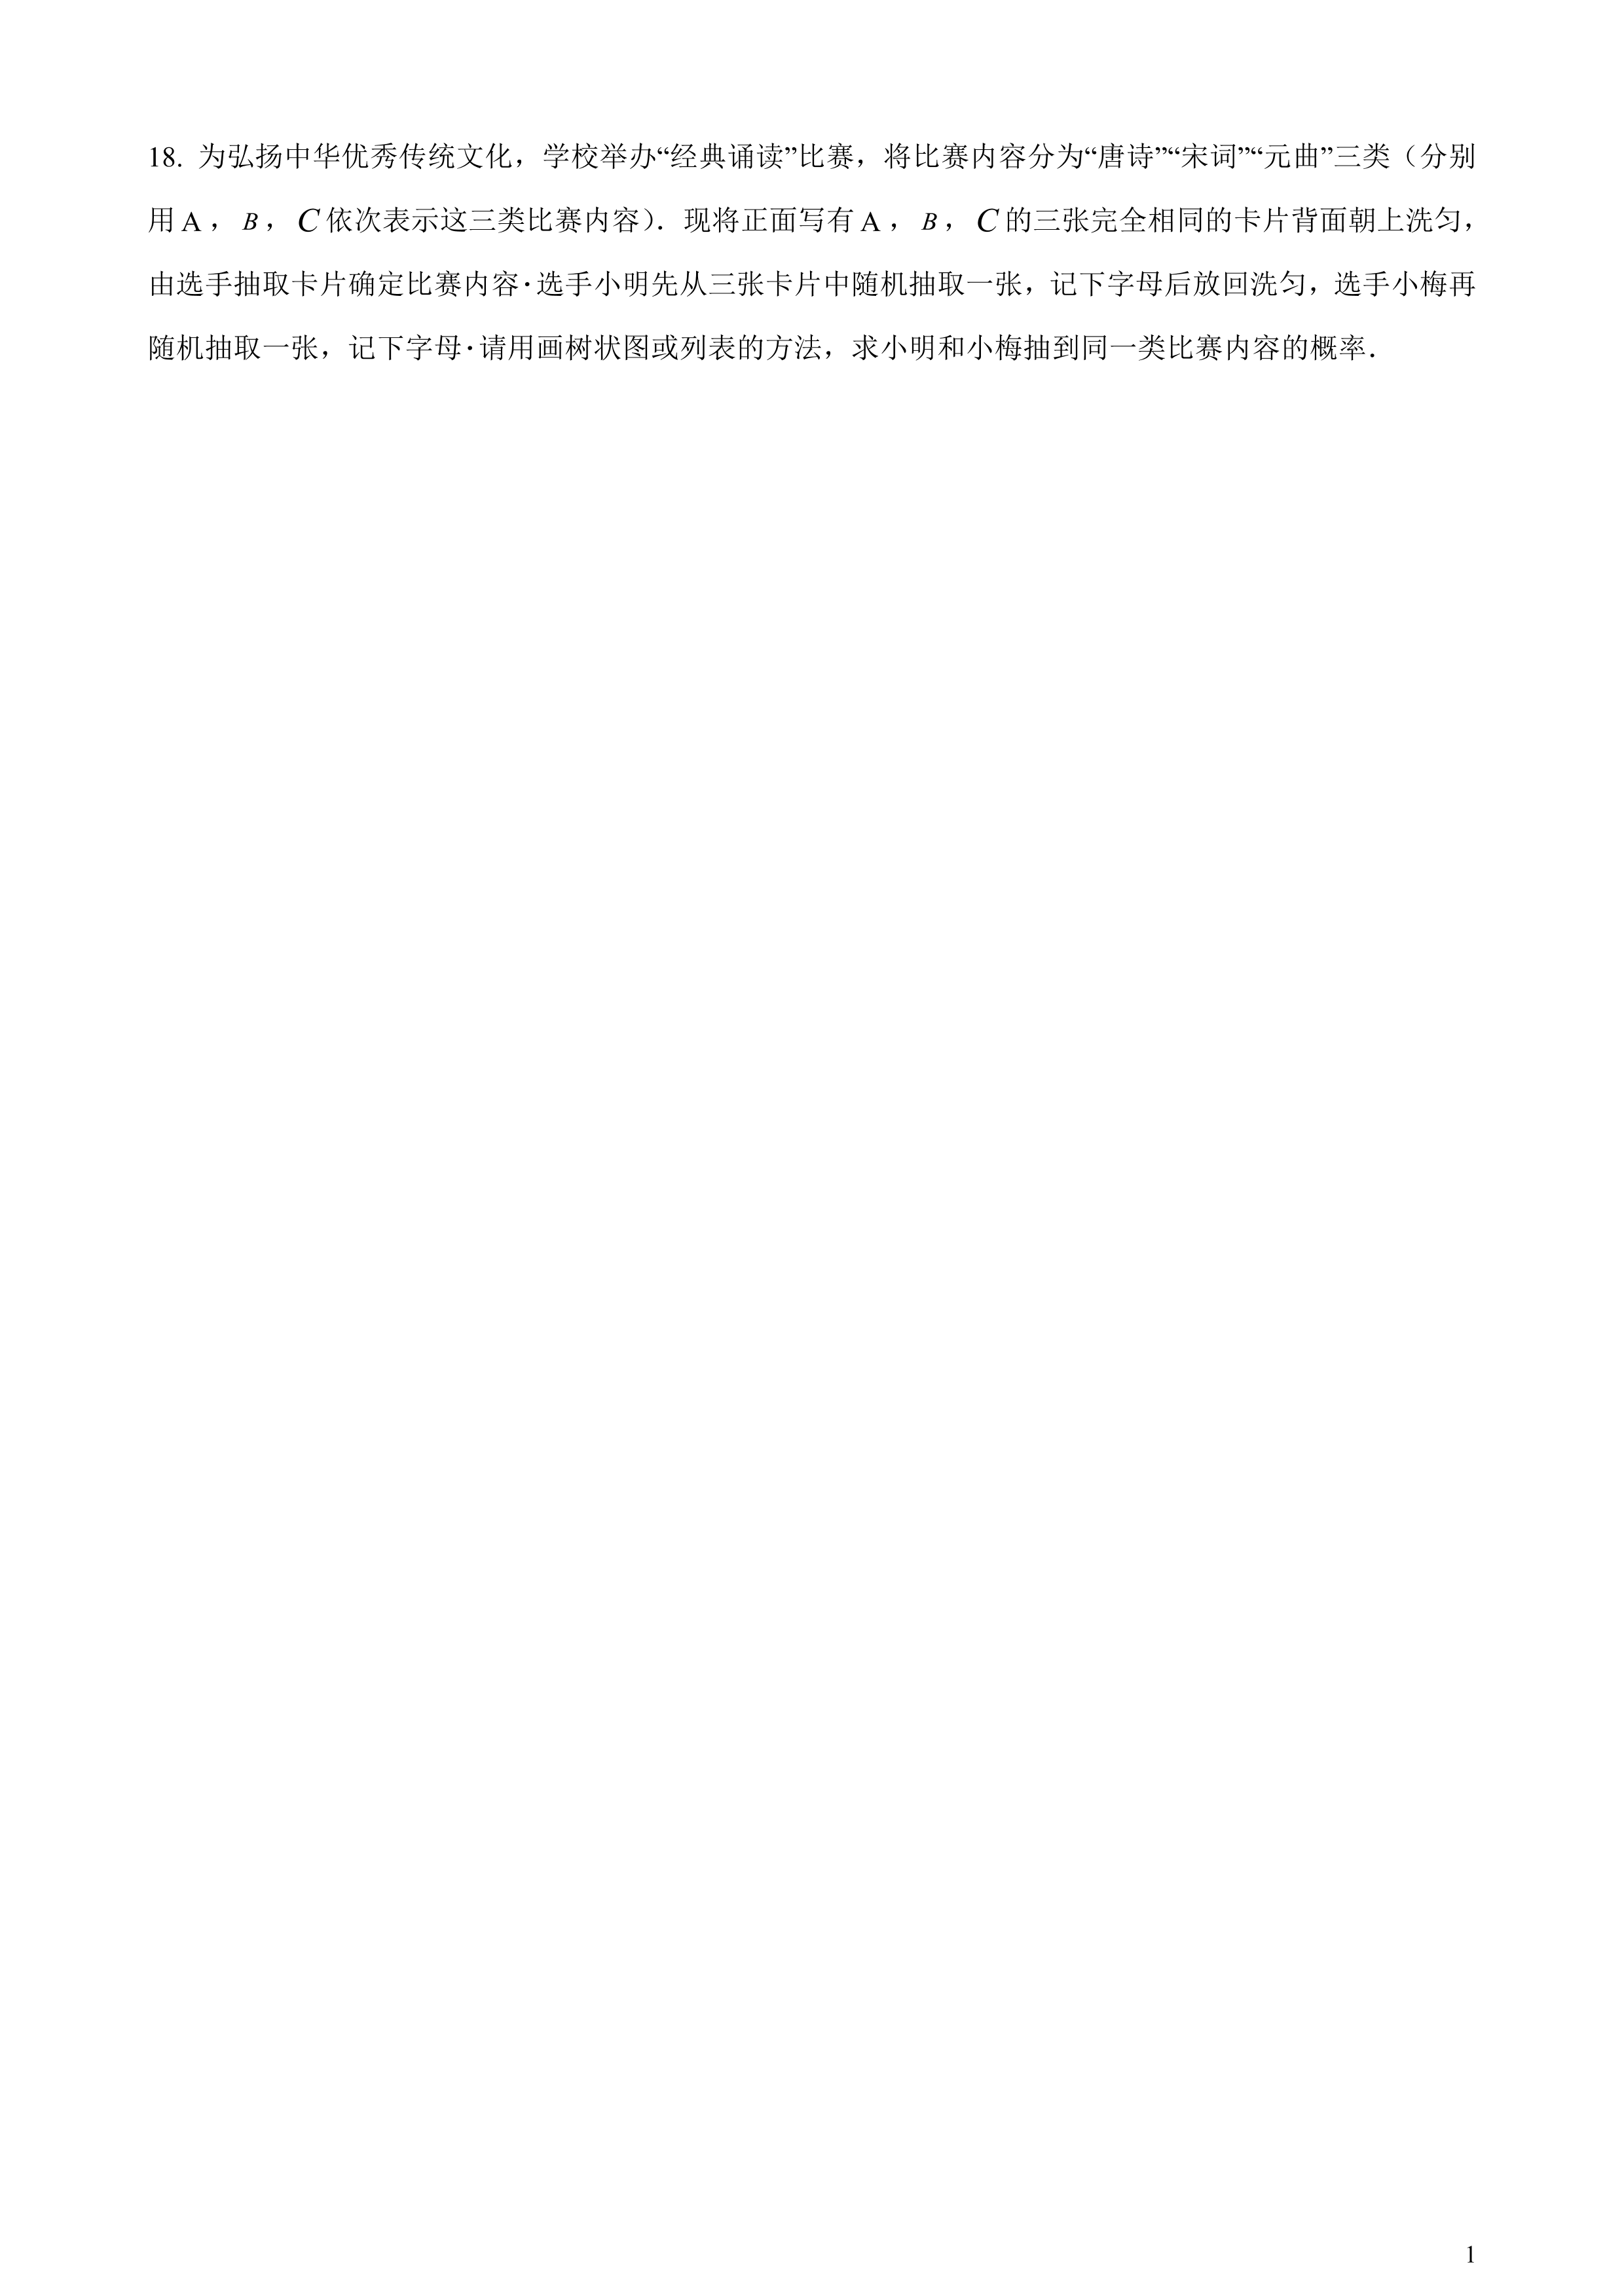 18. 为弘扬中华优秀传统文化，学校举办“经典诵读”比赛，将比赛内容分为“唐诗”“宋词”“元曲”三类（分别
用 A，B，C 依次表示这三类比赛内容）．现将正面写有 A，B，C 的三张完全相同的卡片背面朝上洗匀，
由选手抽取卡片确定比赛内容·选手小明先从三张卡片中随机抽取一张，记下字母后放回洗匀，选手小梅再
随机抽取一张，记下字母·请用画树状图或列表的方法，求小明和小梅抽到同一类比赛内容的概率．
1